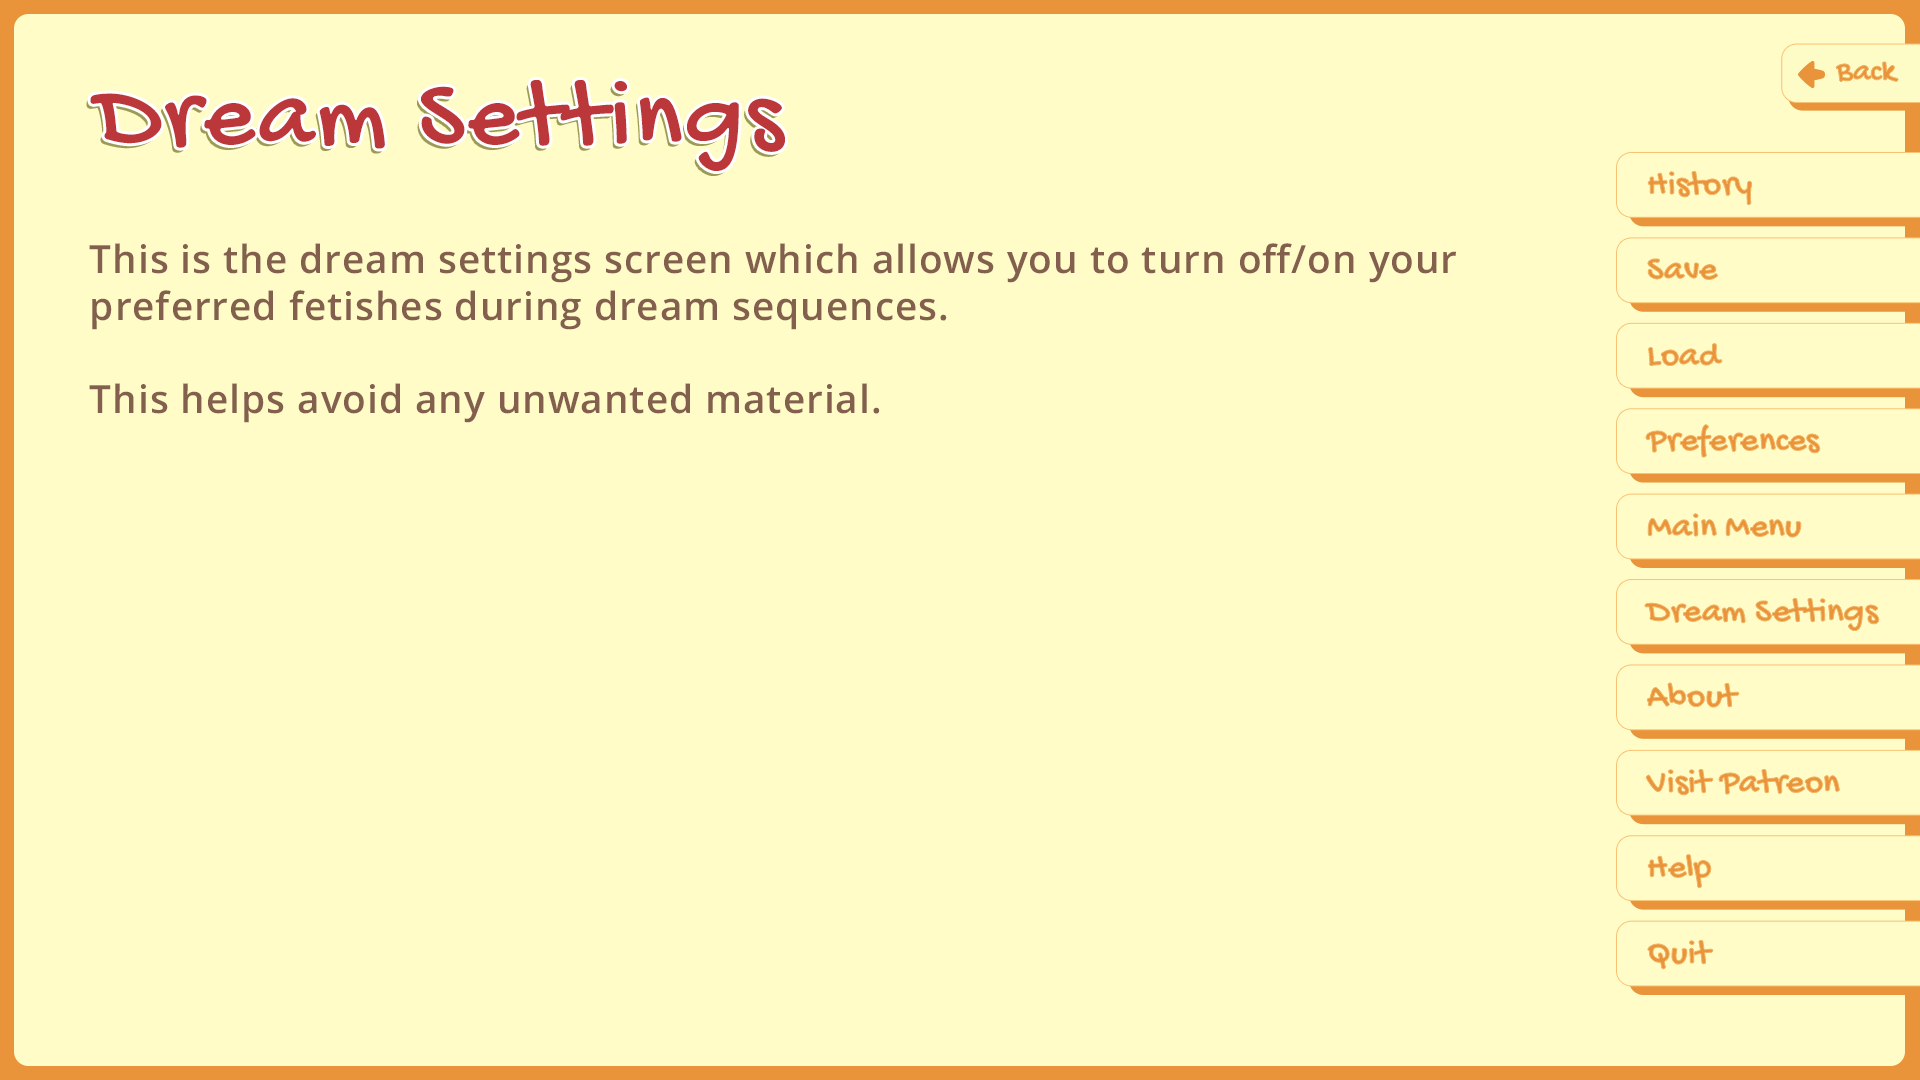 Dream Settings
This is the dream settings screen which allows you to turn off/on your
preferred fetishes during dream sequences.
This helps avoid any unwanted material.
Back
History
Save
Load
Preferences
Main Menu
Dream Settings
About
Visit Patreon
Help
Quit